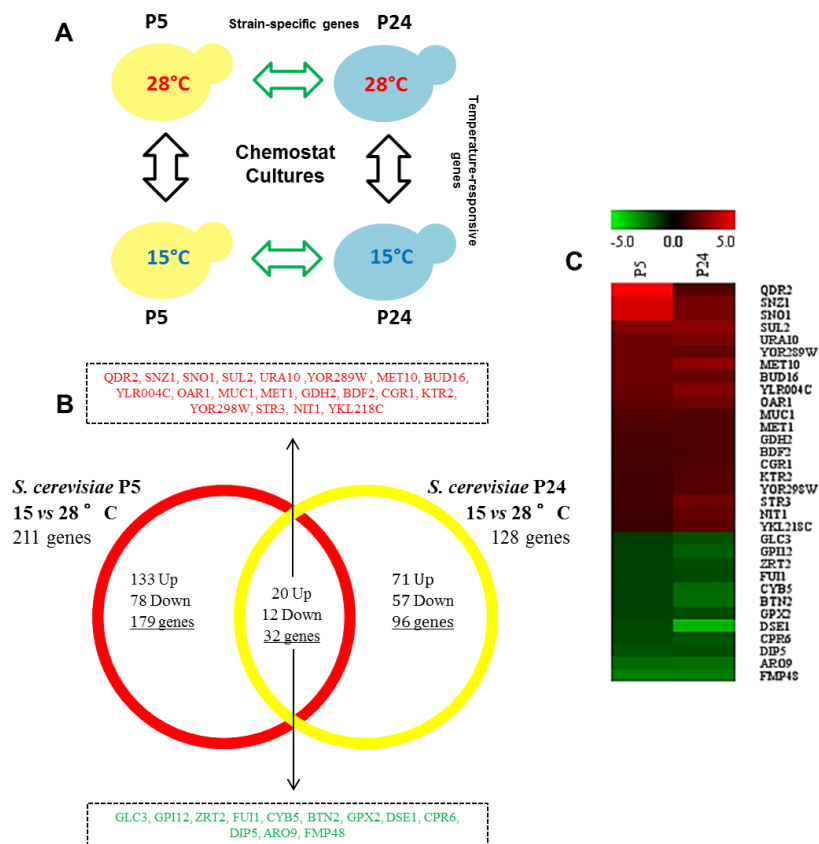 A
P5
Strain-specific genes
P24
28°C
28°C
Chemostat
Cultures
Temperature-responsive
genes
15°C
15°C
P5
P24
QDR2, SNZ1, SNO1, SUL2, URA10 ,YOR289W , MET10, BUD16,
YLR004C, OAR1, MUC1, MET1, GDH2, BDF2, CGR1, KTR2,
YOR298W, STR3, NIT1, YKL218C
B
S. cerevisiae P5
15 vs 28° C
211 genes
S. cerevisiae P24
15 vs 28° C
128 genes
133 Up
78 Down
179 genes
20 Up
12 Down
32 genes
71 Up
57 Down
96 genes
GLC3, GPI12, ZRT2, FUI1, CYB5, BTN2, GPX2, DSE1, CPR6,
DIP5, ARO9, FMP48
C
-5.0 0.0 5.0
P5
P24
QDR2
SNZ1
SNO1
SUL2
URA10
YOR289W
MET10
BUD16
YLR004C
OAR1
MUC1
MET1
GDH2
BDF2
CGR1
KTR2
YOR298W
STR3
NIT1
YKL218C
GLC3
GPI12
ZRT2
FUI1
CYB5
BTN2
GPX2
DSE1
CPR6
DIP5
ARO9
FMP48